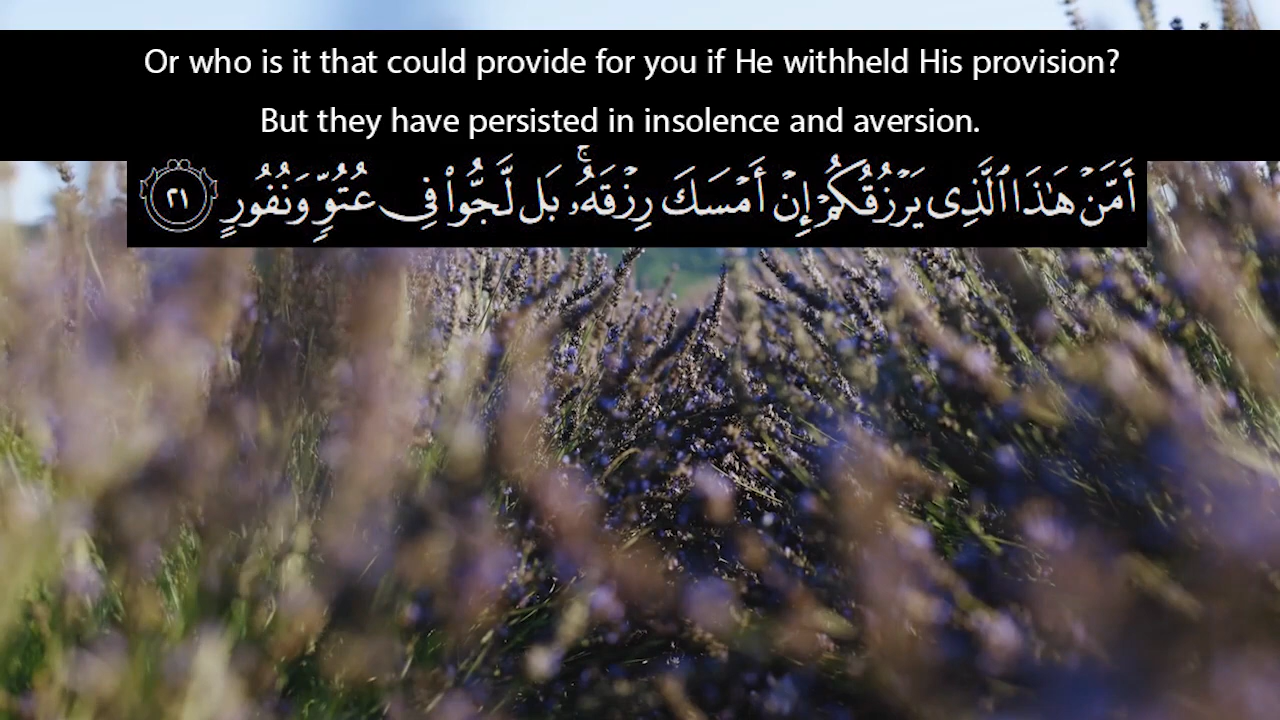 Or who is it that could provide for you if He withheld His provision?
But they have persisted in insolence and aversion.
أَمَّنْ هَٰذَا ٱلَّذِى يَرْزُقُكُمْ إِنْ أَمْسَكَ رِزْقَهُۥ ۚ بَل لَّجُّوا۟ فِى عُتُوٍّ وَنُفُورٍ ٢١